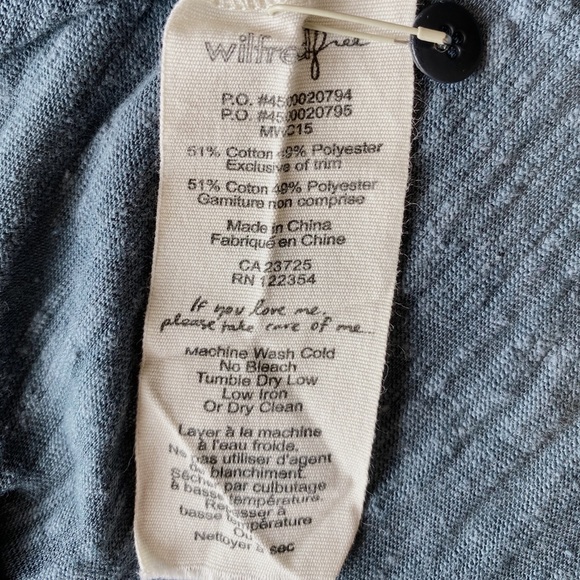 wilfred free
P.O. #4500020794
P.O. #4500020795
MWC15
51% Cotton 49% Polyester
Exclusive of trim
51% Coton 49% Polyester
Garniture non comprise
Made in China
Fabriqué en Chine
CA 23725
RN 122354
If you love me,
please take care of me...
Machine Wash Cold
No Bleach
Tumble Dry Low
Low Iron
Or Dry Clean
Layer à la machine
à l'eau froide.
Ne pas utiliser d'agent
de blanchiment.
Sécher par culbutage
à basse température.
Repasser à
basse température
Ou
Nettoyer à sec